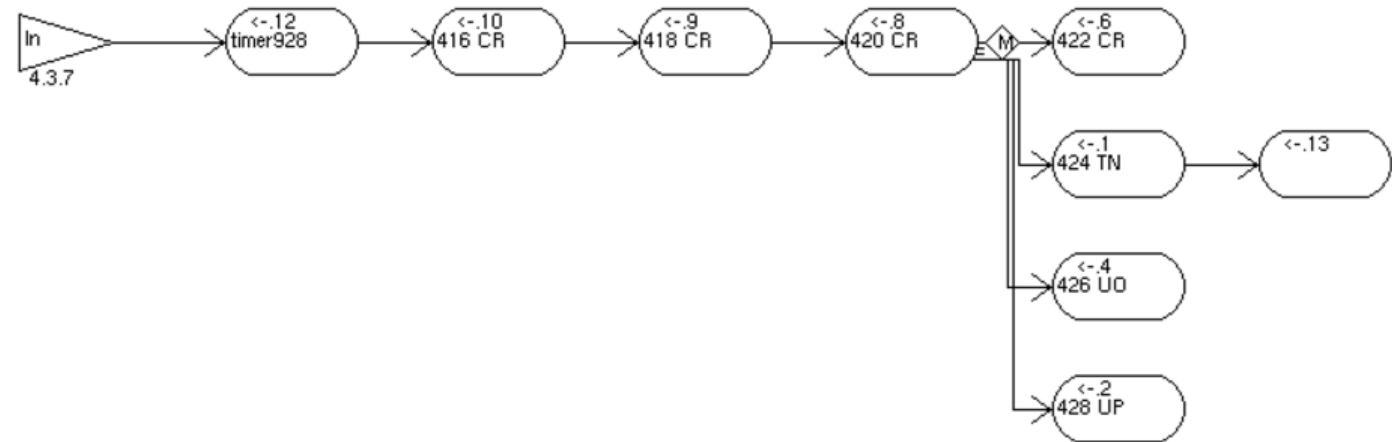 In
4.3.7
<-.12
timer928
<-.10
416 CR
<-.9
418 CR
<-.8
420 CR
E
M
<-.6
422 CR
<-.1
424 TN
<-.13
<-.4
426 UO
<-.2
428 UP